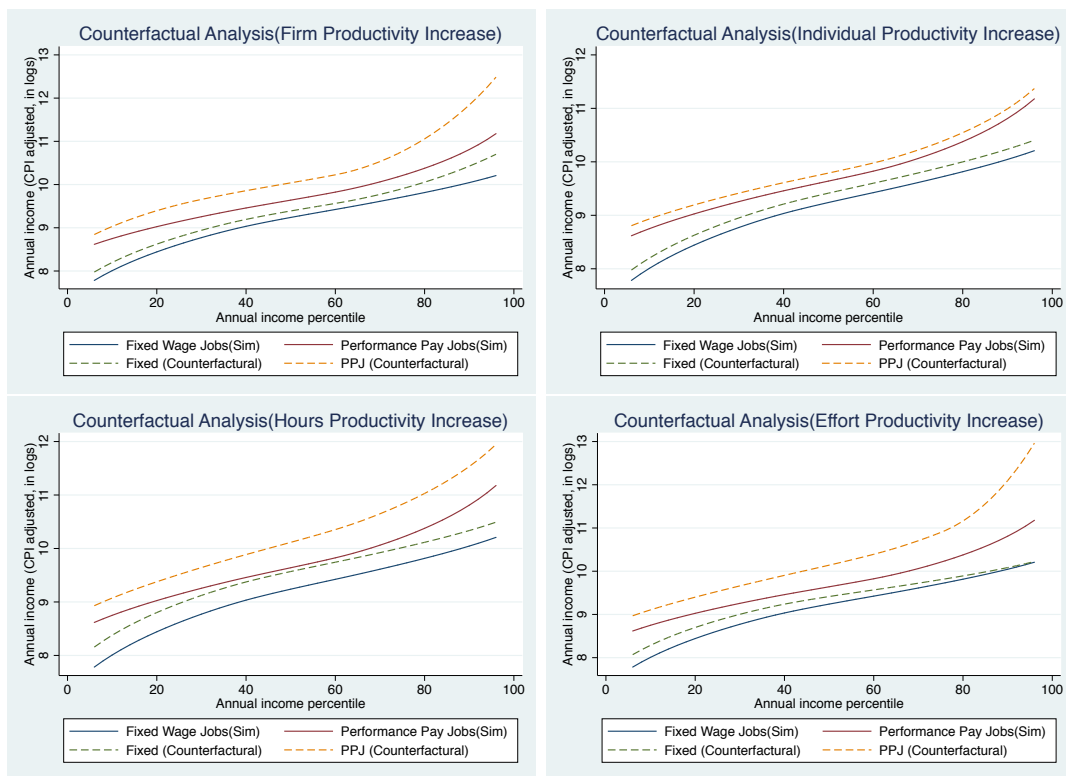 Counterfactual Analysis(Firm Productivity Increase)
Annual income (CPI adjusted, in logs)
13
12
11
10
9
8
0 20 40 60 80 100
Annual income percentile
Fixed Wage Jobs(Sim) Performance Pay Jobs(Sim)
Fixed (Counterfactural) PPJ (Counterfactural)
Counterfactual Analysis(Individual Productivity Increase)
Annual income (CPI adjusted, in logs)
12
11
10
9
8
0 20 40 60 80 100
Annual income percentile
Fixed Wage Jobs(Sim) Performance Pay Jobs(Sim)
Fixed (Counterfactural) PPJ (Counterfactural)
Counterfactual Analysis(Hours Productivity Increase)
Annual income (CPI adjusted, in logs)
12
11
10
9
8
0 20 40 60 80 100
Annual income percentile
Fixed Wage Jobs(Sim) Performance Pay Jobs(Sim)
Fixed (Counterfactural) PPJ (Counterfactural)
Counterfactual Analysis(Effort Productivity Increase)
Annual income (CPI adjusted, in logs)
13
12
11
10
9
8
0 20 40 60 80 100
Annual income percentile
Fixed Wage Jobs(Sim) Performance Pay Jobs(Sim)
Fixed (Counterfactural) PPJ (Counterfactural)